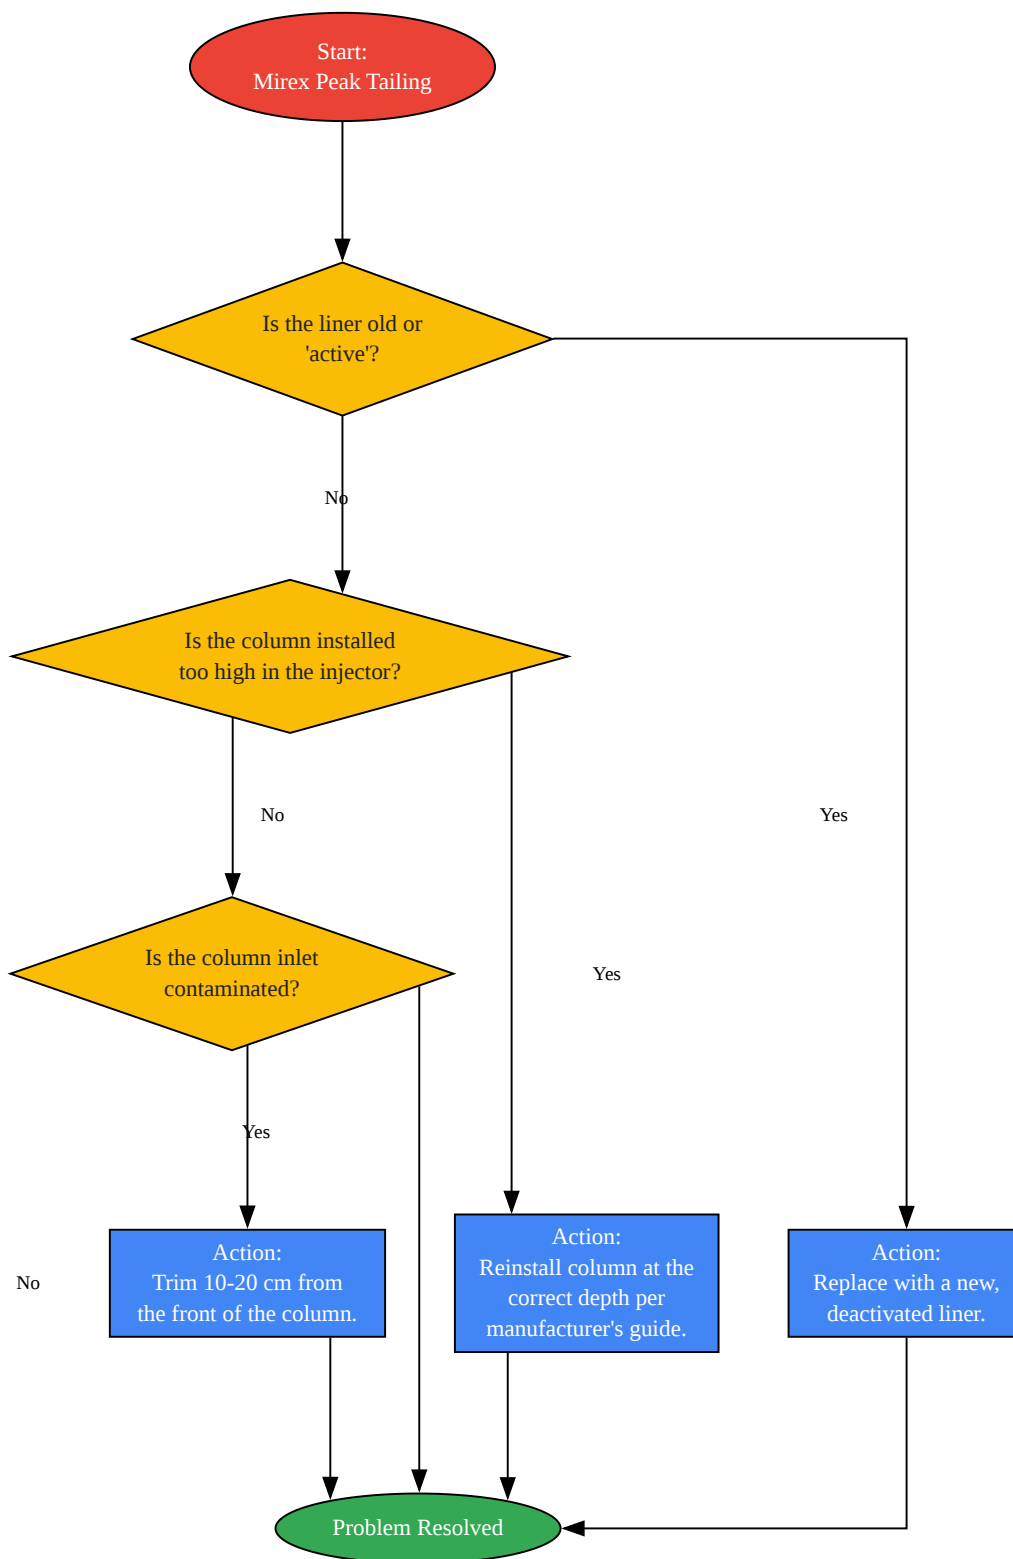 Start:
Mirex Peak Tailing
Is the liner old or
'active'?
No
Is the column installed
too high in the injector?
No
Yes
Is the column inlet
contaminated?
Yes
Yes
No
Action:
Trim 10-20 cm from
the front of the column.
Action:
Reinstall column at the
correct depth per
manufacturer's guide.
Action:
Replace with a new,
deactivated liner.
Problem Resolved